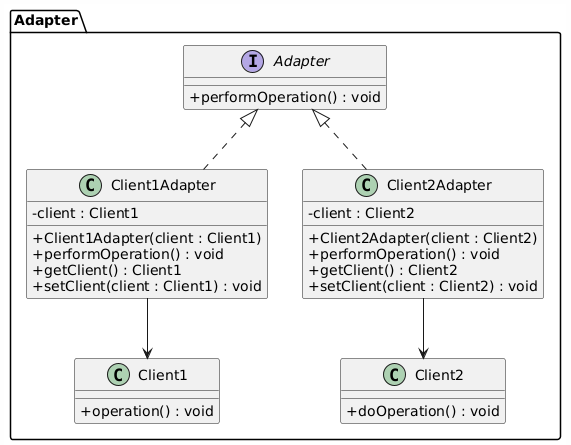 Adapter
I Adapter
+performOperation() : void
C Client1Adapter
-client : Client1
+Client1Adapter(client : Client1)
+performOperation() : void
+getClient() : Client1
+setClient(client : Client1) : void
C Client2Adapter
-client : Client2
+Client2Adapter(client : Client2)
+performOperation() : void
+getClient() : Client2
+setClient(client : Client2) : void
C Client1
+operation() : void
C Client2
+doOperation() : void